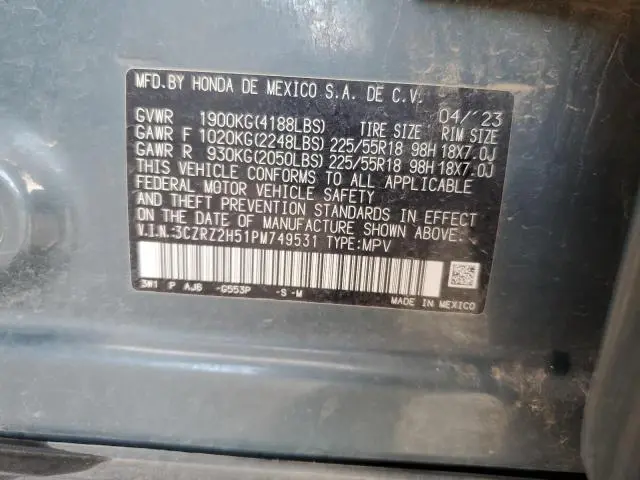 MFD. BY HONDA DE MEXICO S.A. DE C.V. 04/'23
GVWR 1900KG(4188LBS) TIRE SIZE RIM SIZE
GAWR F 1020KG(2248LBS) 225/55R18 98H 18X7.0J
GAWR R 930KG(2050LBS) 225/55R18 98H 18X7.0J
THIS VEHICLE CONFORMS TO ALL APPLICABLE
FEDERAL MOTOR VEHICLE SAFETY
AND THEFT PREVENTION STANDARDS IN EFFECT
ON THE DATE OF MANUFACTURE SHOWN ABOVE.
V.I.N.:3CZRZ2H51PM749531 TYPE:MPV
3W1 P AJ6 -G553P -S-M
MADE IN MEXICO